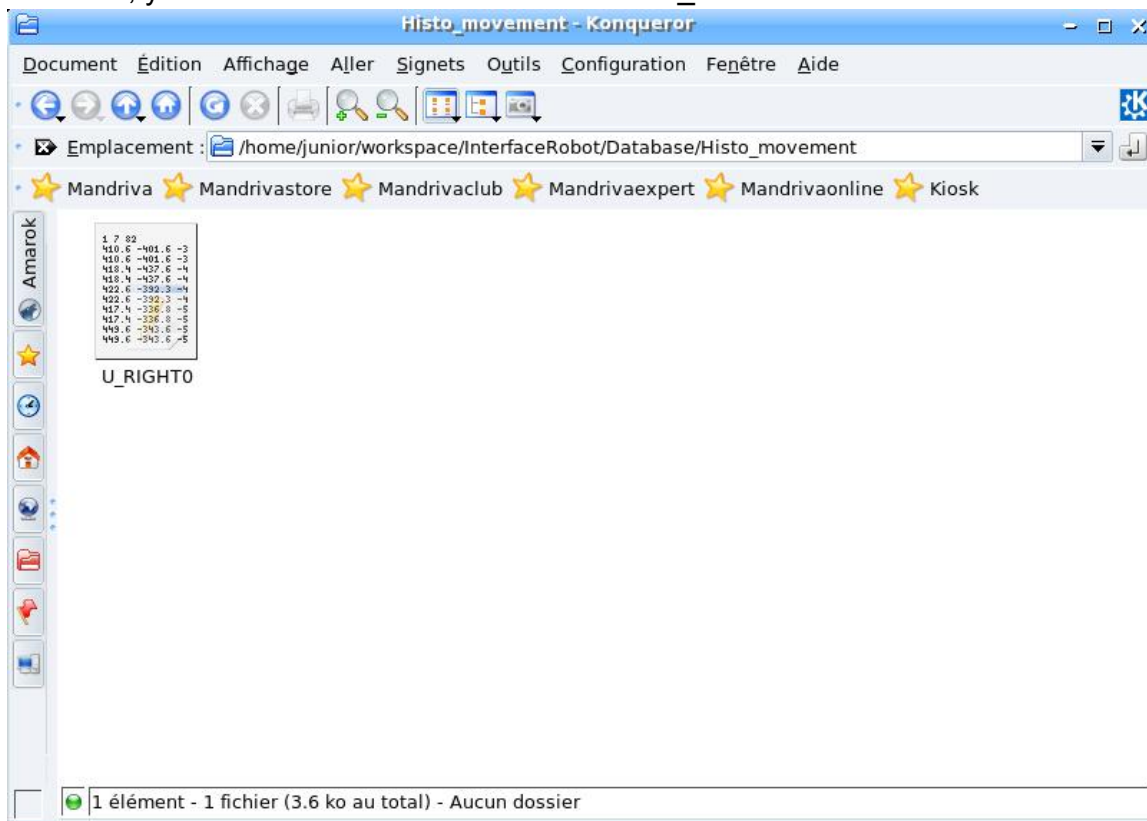 Histo_movement - Konqueror
Document Édition Affichage Aller Signets Outils Configuration Fenêtre Aide
Emplacement : /home/junior/workspace/InterfaceRobot/Database/Histo_movement
Mandriva Mandrivastore Mandrivaclub Mandrivaexpert Mandrivaonline Kiosk
Amarok
1 7 82
410.6 -401.6 -3
410.6 -401.6 -3
418.4 -437.6 -4
418.4 -437.6 -4
422.6 -392.3 -4
422.6 -392.3 -4
417.4 -336.8 -5
417.4 -336.8 -5
449.6 -343.6 -5
449.6 -343.6 -5
U_RIGHT0
1 élément - 1 fichier (3.6 ko au total) - Aucun dossier